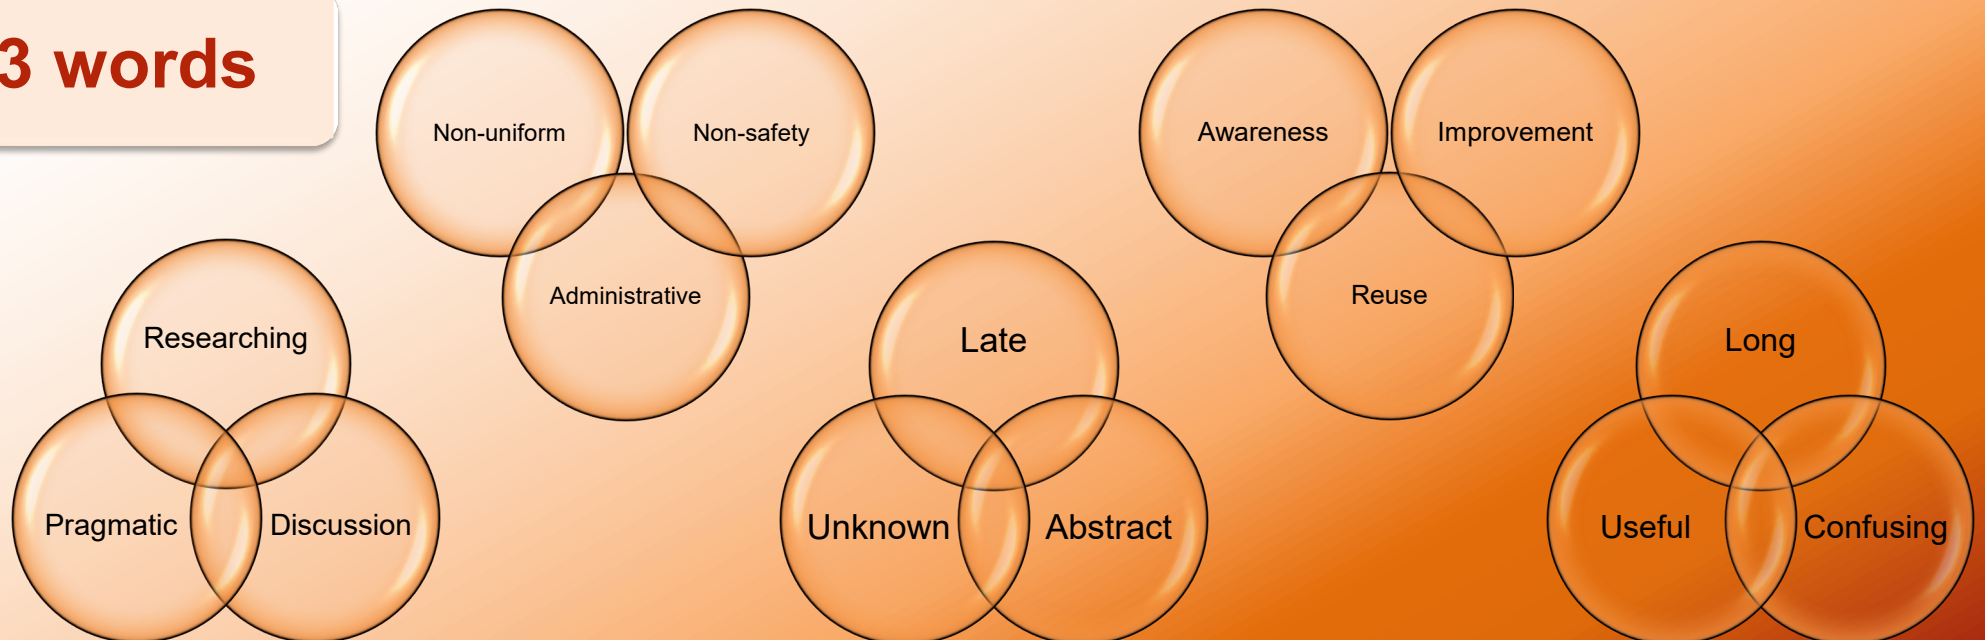 3 words
Non-uniform
Non-safety
Administrative
Awareness
Improvement
Reuse
Researching
Pragmatic
Discussion
Late
Unknown
Abstract
Long
Useful
Confusing